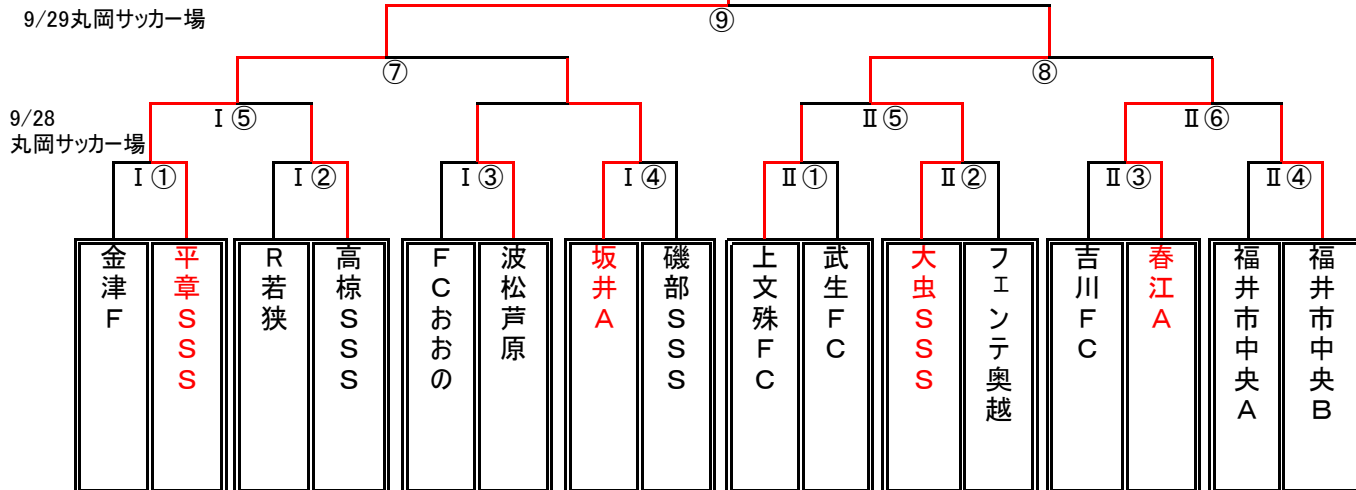 9/29丸岡サッカー場
⑨
⑦
⑧
9/28
丸岡サッカー場
Ⅰ⑤
Ⅱ⑤
Ⅱ⑥
Ⅰ①
Ⅰ②
Ⅰ③
Ⅰ④
Ⅱ①
Ⅱ②
Ⅱ③
Ⅱ④
金津F
平章SSS
R若狭
高椋SSS
FCおおの
波松芦原
坂井A
磯部SSS
上文殊FC
武生FC
大虫SSS
フェンテ奥越
吉川FC
春江A
福井市中央A
福井市中央B